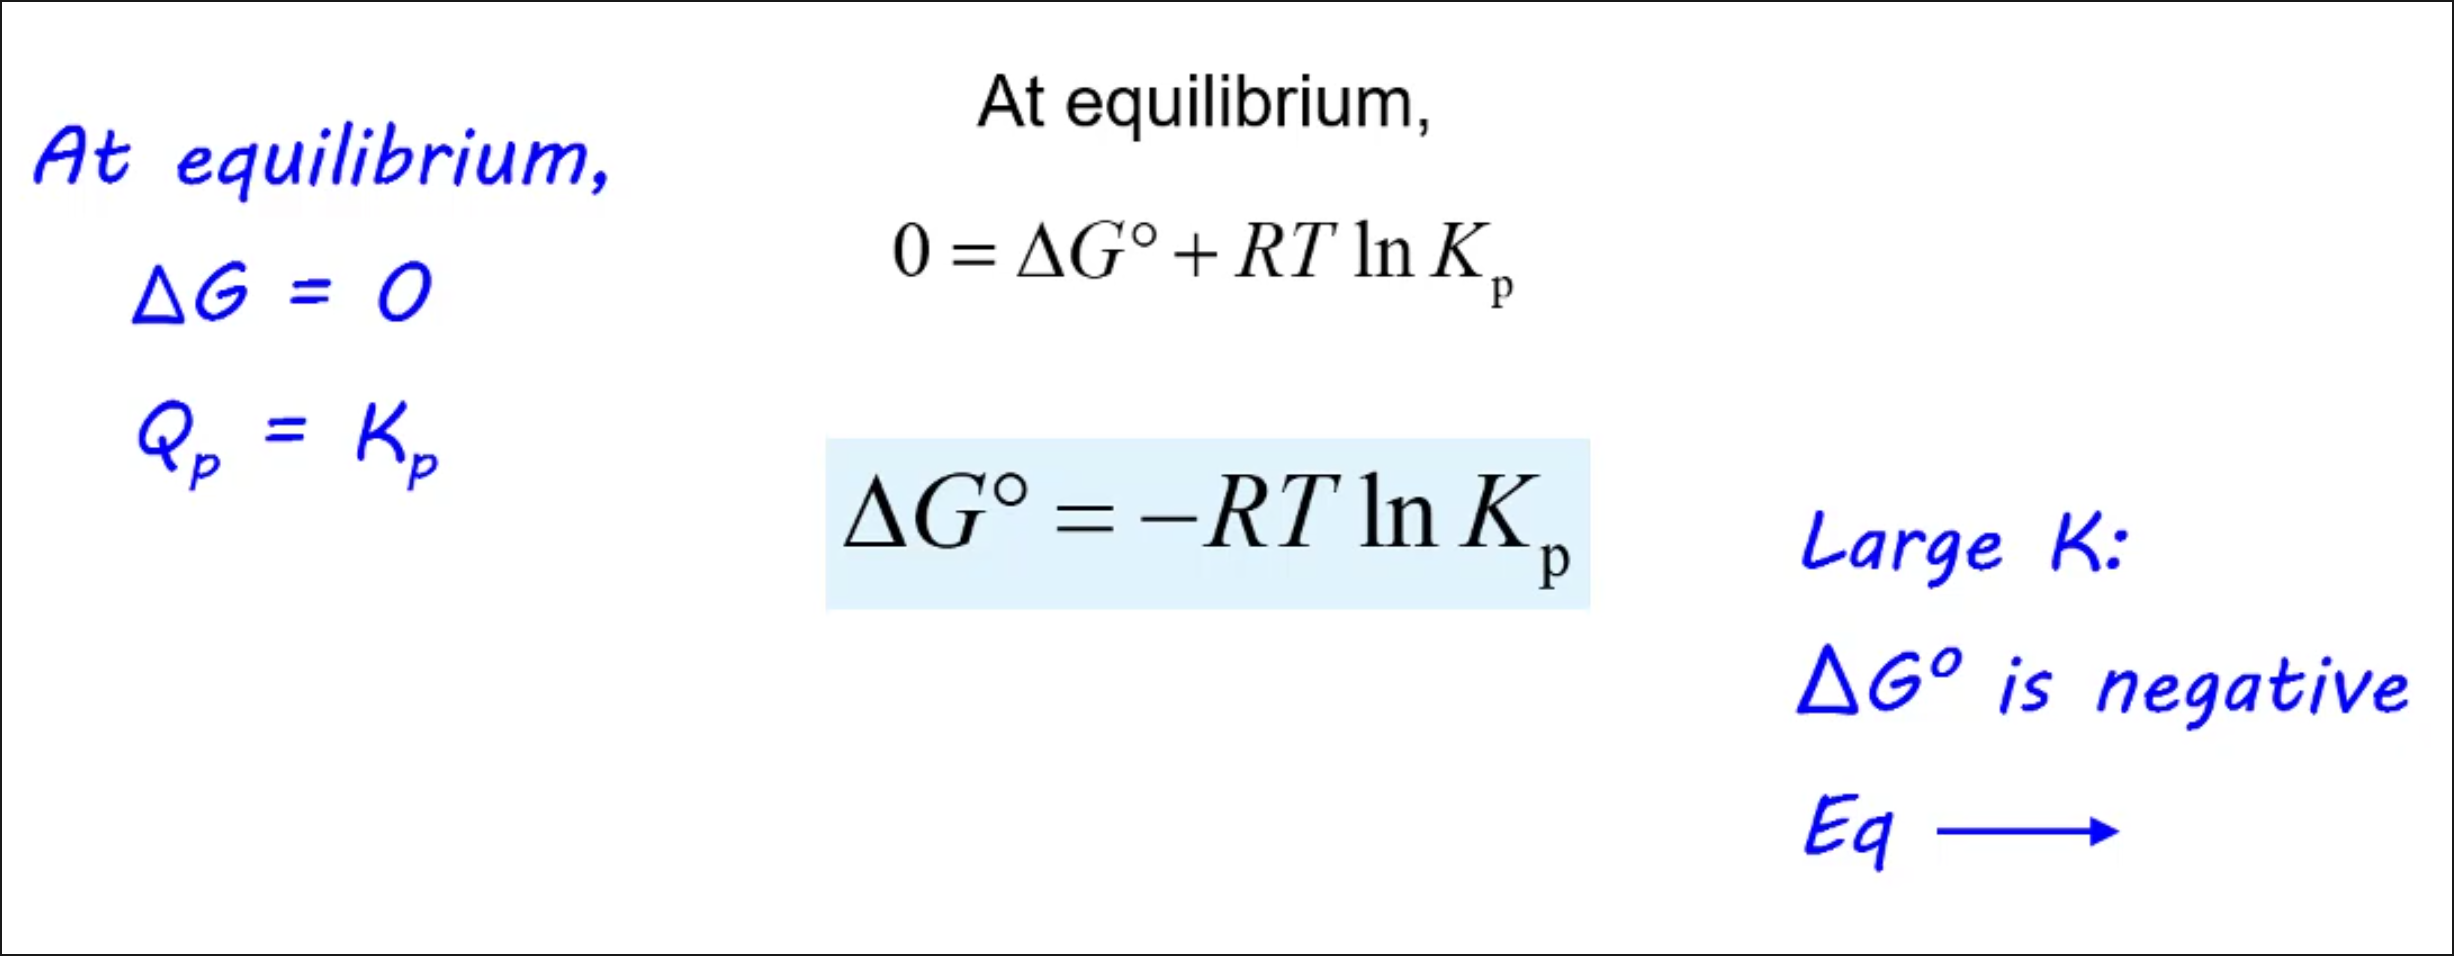 At equilibrium,
ΔG = 0
Qp = Kp
At equilibrium,
0 = ΔG° + RT ln Kp
ΔG° = −RT ln Kp
Large K:
ΔG° is negative
Eq ⟶